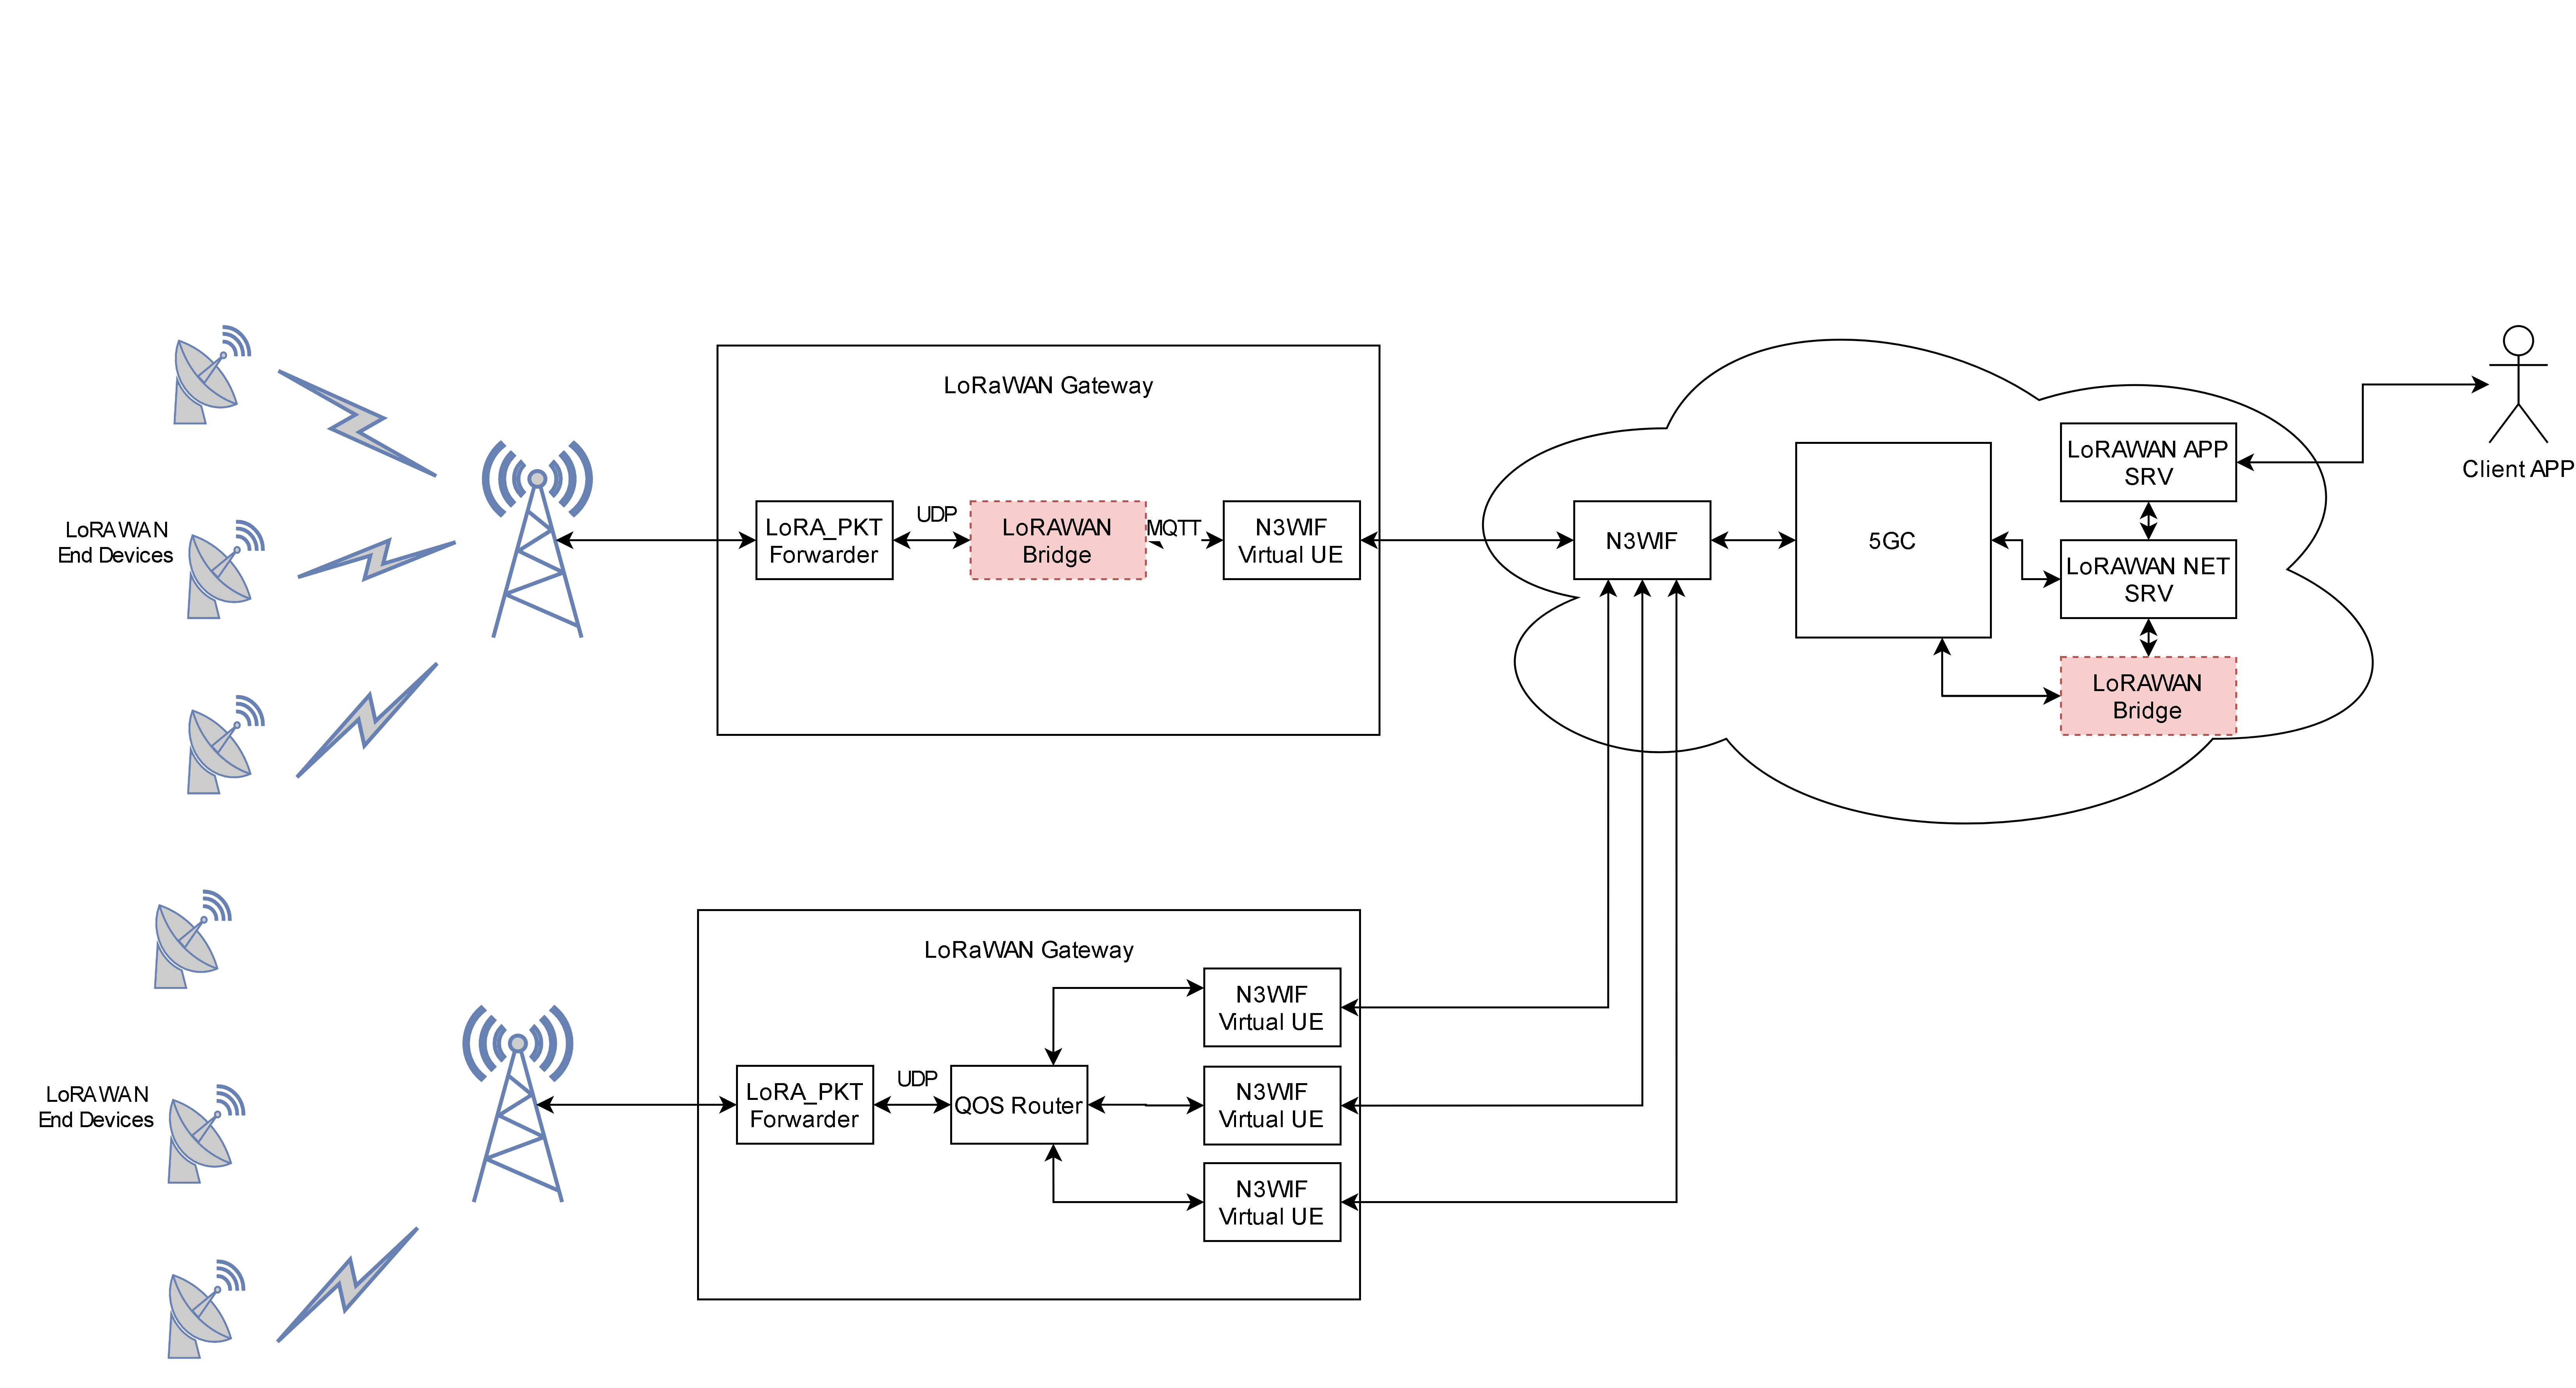 LoRaWAN Gateway
LoRAWAN
End Devices
LoRA_PKT
Forwarder
UDP
LoRAWAN
Bridge
MQTT
N3WIF
Virtual UE
N3WIF
5GC
LoRAWAN APP
SRV
LoRAWAN NET
SRV
LoRAWAN
Bridge
Client APP
LoRaWAN Gateway
LoRAWAN
End Devices
LoRA_PKT
Forwarder
UDP
QOS Router
N3WIF
Virtual UE
N3WIF
Virtual UE
N3WIF
Virtual UE